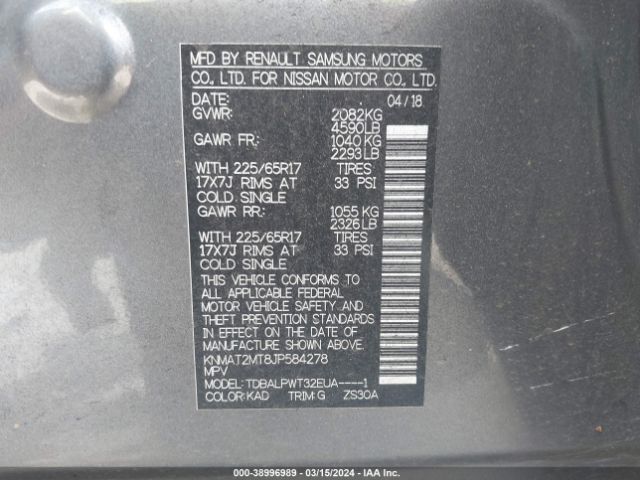 MFD BY RENAULT SAMSUNG MOTORS
CO., LTD. FOR NISSAN MOTOR CO., LTD.
DATE: 04/18
GVWR: 2082KG
4590LB
GAWR FR: 1040 KG
2293 LB
WITH 225/65R17 TIRES
17X7J RIMS AT 33 PSI
COLD SINGLE
GAWR RR: 1055 KG
2326 LB
WITH 225/65R17 TIRES
17X7J RIMS AT 33 PSI
COLD SINGLE
THIS VEHICLE CONFORMS TO
ALL APPLICABLE FEDERAL
MOTOR VEHICLE SAFETY AND
THEFT PREVENTION STANDARDS
IN EFFECT ON THE DATE OF
MANUFACTURE SHOWN ABOVE.
KNMAT2MT8JP584278
MPV
MODEL: TDBALPWT32EUA----1
COLOR: KAD TRIM: G ZS30A
000-38996989 — 03/15/2024 — IAA Inc.